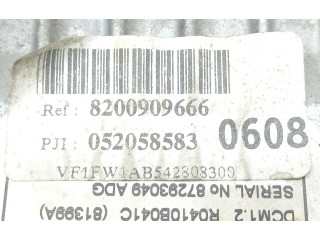 Ref : 8200909666
PJI : 052058583 0608
VF1FW1AB542808300
SERIAL No 87293049 ADG
DCM1.2 R0410B041C (81399A)